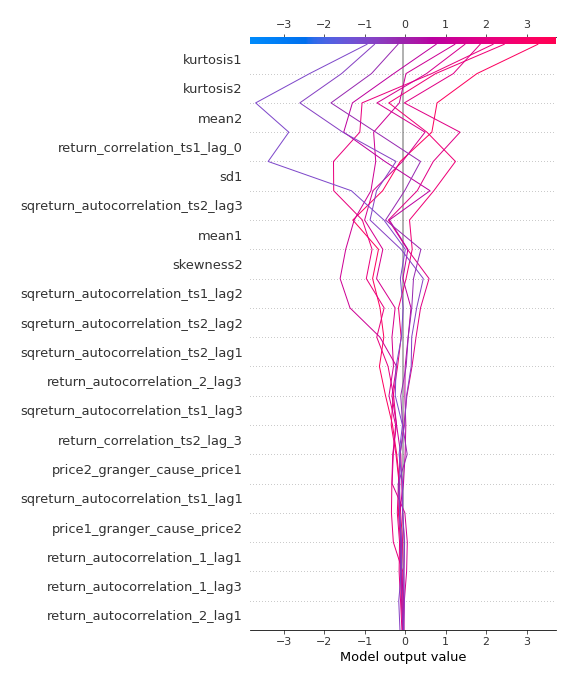 −3 −2 −1 0 1 2 3
kurtosis1
kurtosis2
mean2
return_correlation_ts1_lag_0
sd1
sqreturn_autocorrelation_ts2_lag3
mean1
skewness2
sqreturn_autocorrelation_ts1_lag2
sqreturn_autocorrelation_ts2_lag2
sqreturn_autocorrelation_ts2_lag1
return_autocorrelation_2_lag3
sqreturn_autocorrelation_ts1_lag3
return_correlation_ts2_lag_3
price2_granger_cause_price1
sqreturn_autocorrelation_ts1_lag1
price1_granger_cause_price2
return_autocorrelation_1_lag1
return_autocorrelation_1_lag3
return_autocorrelation_2_lag1
−3 −2 −1 0 1 2 3
Model output value